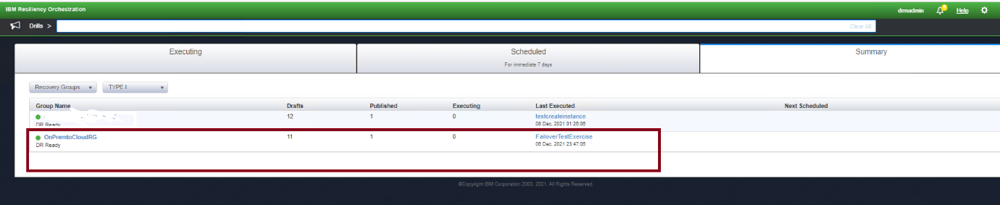 IBM Resiliency Orchestration
drmadmin Help
Drills > Clear All
Executing Scheduled Summary
For immediate 7 days
Recovery Groups TYPE I
Group Name Drafts Published Executing Last Executed Next Scheduled
12 1 0 testcreateinstance
DR Ready 08 Dec, 2021 01:26:06
OnPremtoCloudRG 11 1 0 FailoverTestExercise
DR Ready 06 Dec, 2021 23:47:05
©Copyright IBM Corporation 2003, 2021. All Rights Reserved.